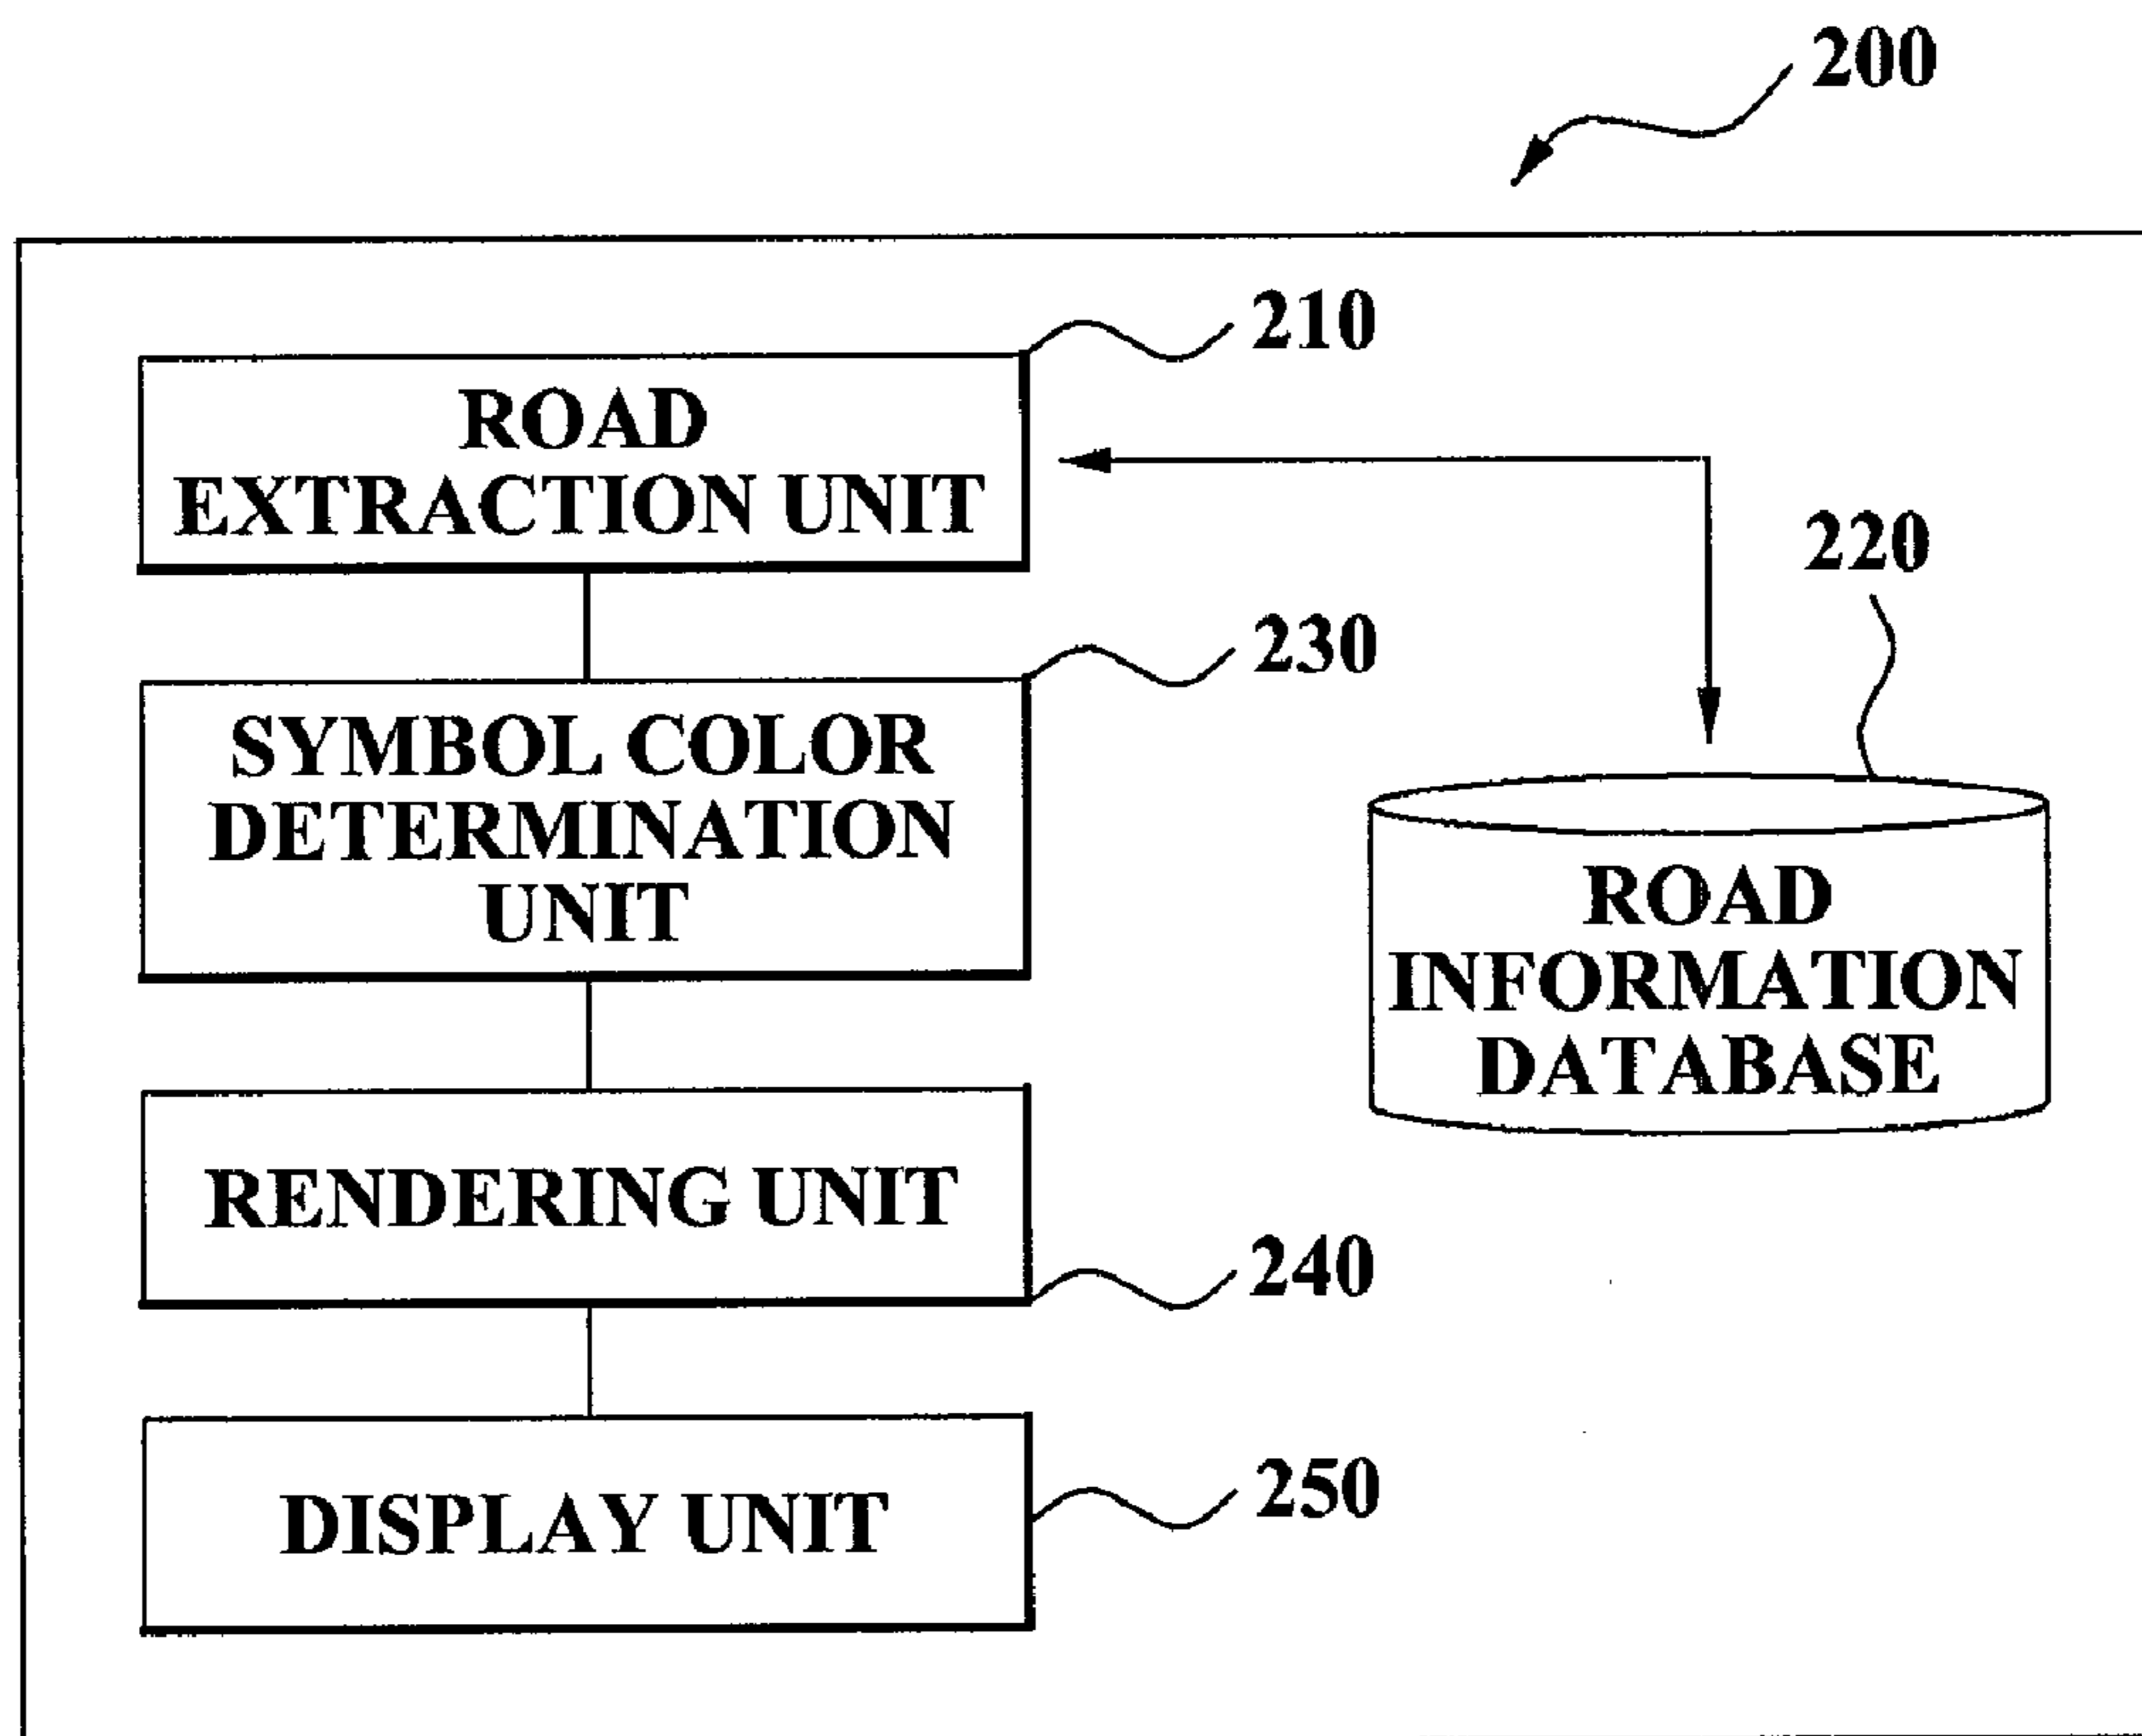 200
210
ROAD
EXTRACTION UNIT
220
230
SYMBOL COLOR
DETERMINATION
UNIT
ROAD
INFORMATION
DATABASE
RENDERING UNIT
240
DISPLAY UNIT
250